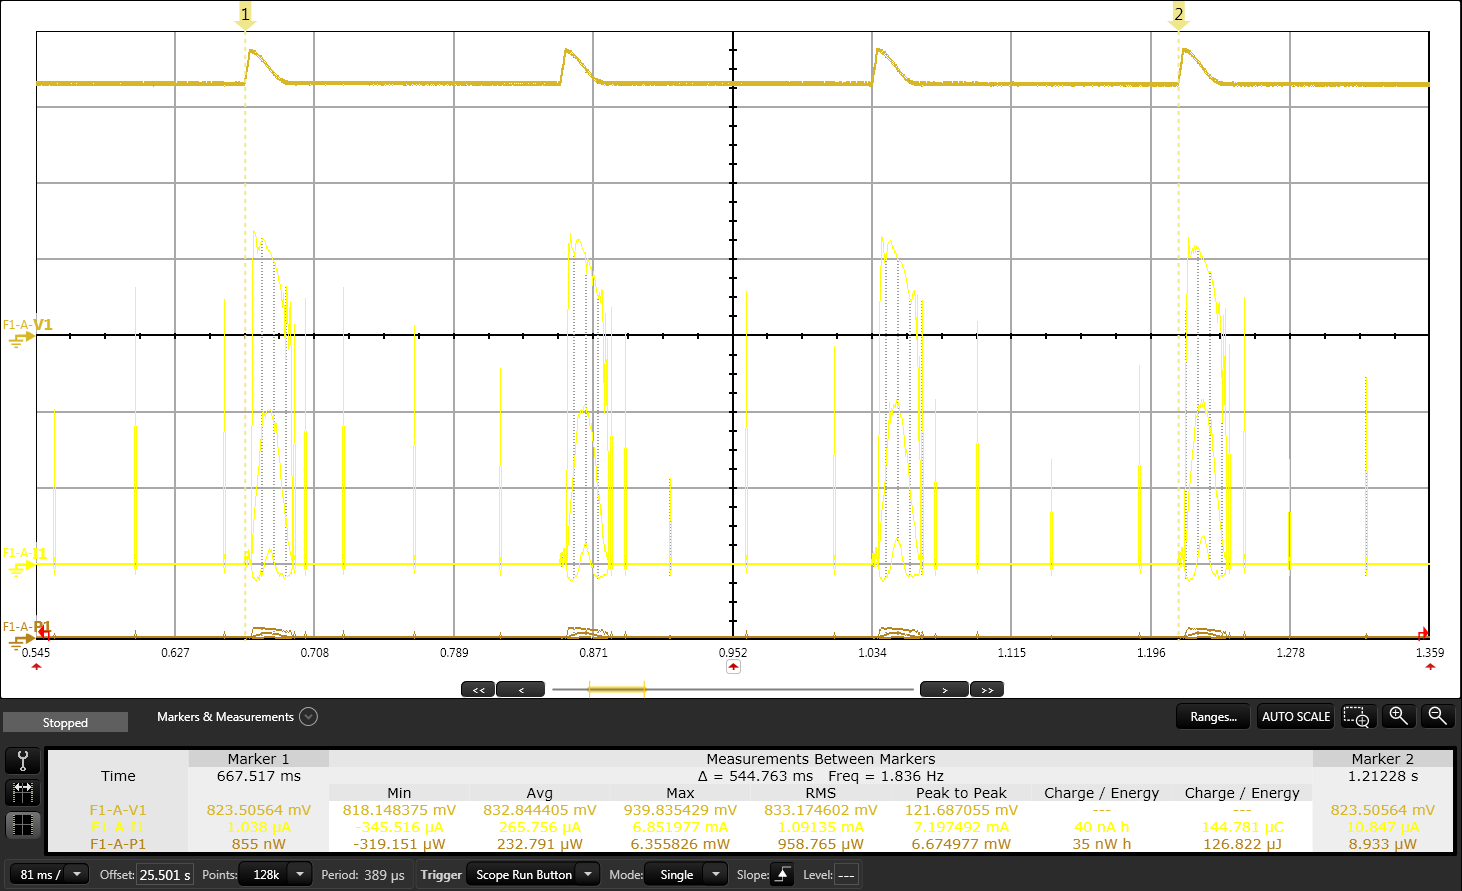 1 2
F1-A-V1
F1-A-I1
F1-A-P1
0.545 0.627 0.708 0.789 0.871 0.952 1.034 1.115 1.196 1.278 1.359
<< < > >>
Stopped Markers & Measurements Ranges... AUTO SCALE
Marker 1 Measurements Between Markers Marker 2
Time 667.517 ms Δ = 544.763 ms Freq = 1.836 Hz 1.21228 s
Min Avg Max RMS Peak to Peak Charge / Energy Charge / Energy
F1-A-V1 823.50564 mV 818.148375 mV 832.844405 mV 939.835429 mV 833.174602 mV 121.687055 mV --- --- 823.50564 mV
F1-A-I1 1.038 µA -345.516 µA 265.756 µA 6.851977 mA 1.09135 mA 7.197492 mA 40 nA h 144.781 µC 10.847 µA
F1-A-P1 855 nW -319.151 µW 232.791 µW 6.355826 mW 958.765 µW 6.674977 mW 35 nW h 126.822 µJ 8.933 µW
81 ms / Offset: 25.501 s Points: 128k Period: 389 µs Trigger Scope Run Button Mode: Single Slope: Level: ---